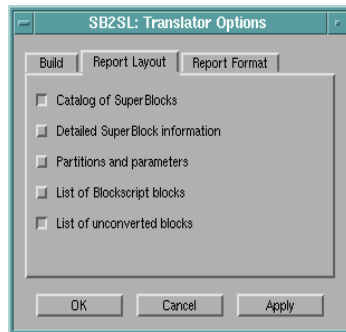 SB2SL: Translator Options
Build Report Layout Report Format
Catalog of SuperBlocks
Detailed SuperBlock information
Partitions and parameters
List of Blockscript blocks
List of unconverted blocks
OK Cancel Apply